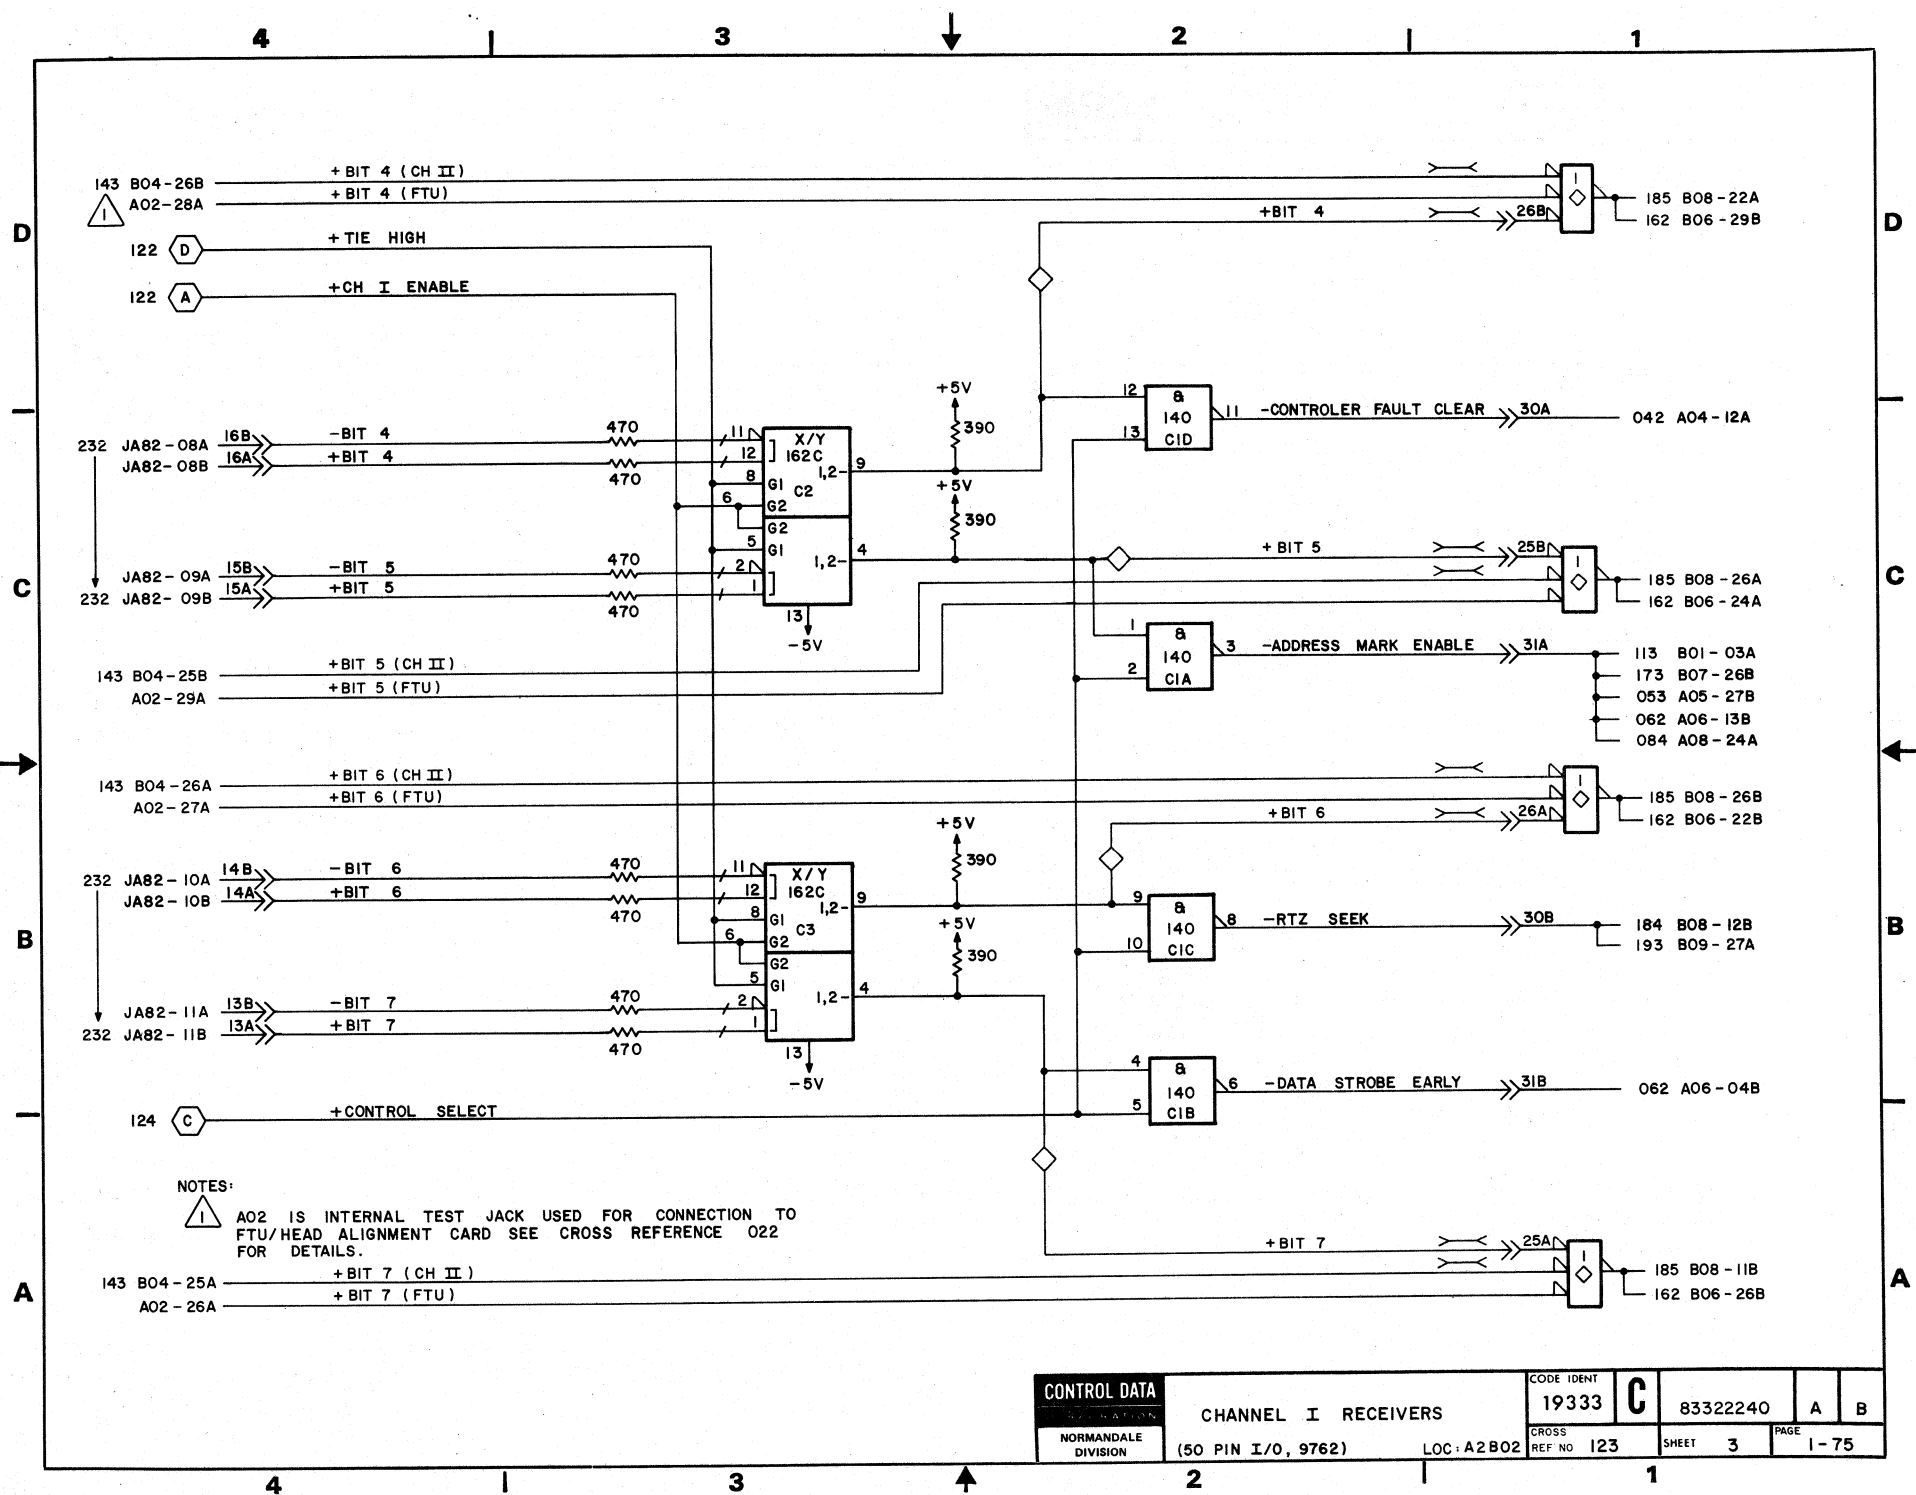 4 3 2 1
+ BIT 4 ( CH II )
143 B04-26B
+ BIT 4 (FTU)
1 A02-28A
+BIT 4 26B
1
185 B08-22A
162 B06-29B
D D
+ TIE HIGH
122 D
+CH I ENABLE
122 A
+5V
390
12 & 11 -CONTROLER FAULT CLEAR 30A 042 A04-12A
140
13 C1D
232 JA82-08A 16B -BIT 4 470 11
JA82-08B 16A +BIT 4 470 12
X/Y
162C
1,2- 9
8 G1 C2
6 G2
G2
5 G1
1,2- 4
+5V
390
+ BIT 5 25B
1
185 B08-26A
162 B06-24A
C C
JA82-09A 15B -BIT 5 470 2
232 JA82-09B 15A +BIT 5 470 1
13
-5V
1 & 3 -ADDRESS MARK ENABLE 31A
140
2 C1A
113 B01-03A
173 B07-26B
053 A05-27B
062 A06-13B
084 A08-24A
+BIT 5 (CH II)
143 B04-25B
+BIT 5 (FTU)
A02-29A
+BIT 6 (CH II)
143 B04-26A
+BIT 6 (FTU)
A02-27A
+BIT 6 26A
1
185 B08-26B
162 B06-22B
+5V
390
232 JA82-10A 14B -BIT 6 470 11
JA82-10B 14A +BIT 6 470 12
X/Y
162C
1,2- 9
8 G1 C3
6 G2
G2
5 G1
1,2- 4
+5V
390
9 & 8 -RTZ SEEK 30B
140
10 C1C
184 B08-12B
193 B09-27A
B B
JA82-11A 13B -BIT 7 470 2
232 JA82-11B 13A +BIT 7 470 1
13
-5V
4 & 6 -DATA STROBE EARLY 31B 062 A06-04B
140
5 C1B
+CONTROL SELECT
124 C
NOTES:
1 A02 IS INTERNAL TEST JACK USED FOR CONNECTION TO
FTU/HEAD ALIGNMENT CARD SEE CROSS REFERENCE 022
FOR DETAILS.
+BIT 7 25A
1
185 B08-11B
162 B06-26B
+BIT 7 ( CH II )
143 B04-25A
+ BIT 7 (FTU)
A02-26A
A A
CONTROL DATA
NORMANDALE
DIVISION
CHANNEL I RECEIVERS
(50 PIN I/O, 9762) LOC: A2B02
CODE IDENT
19333 C 83322240 A B
CROSS
REF NO 123 SHEET 3 PAGE 1-75
4 3 2 1